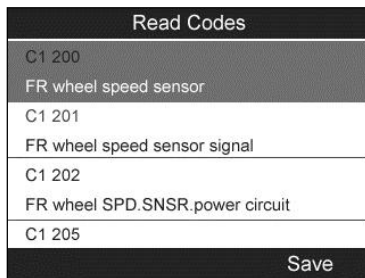 Read Codes
C1 200
FR wheel speed sensor
C1 201
FR wheel speed sensor signal
C1 202
FR wheel SPD.SNSR.power circuit
C1 205
Save